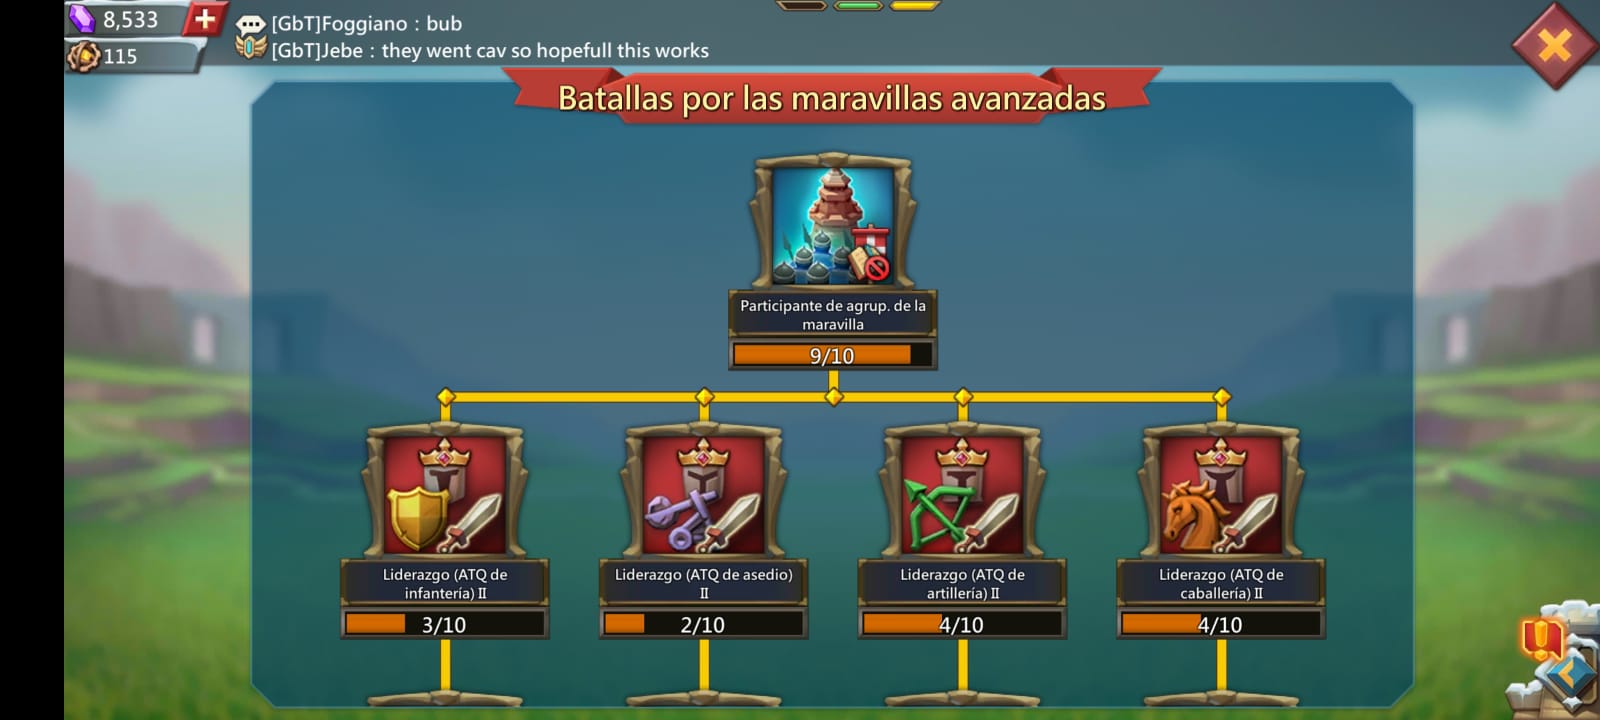 8,533
[GbT]Foggiano : bub
115
[GbT]Jebe : they went cav so hopefull this works
Batallas por las maravillas avanzadas
Participante de agrup. de la
maravilla
9/10
Liderazgo (ATQ de
infantería) II
3/10
Liderazgo (ATQ de asedio)
II
2/10
Liderazgo (ATQ de
artillería) II
4/10
Liderazgo (ATQ de
caballería) II
4/10